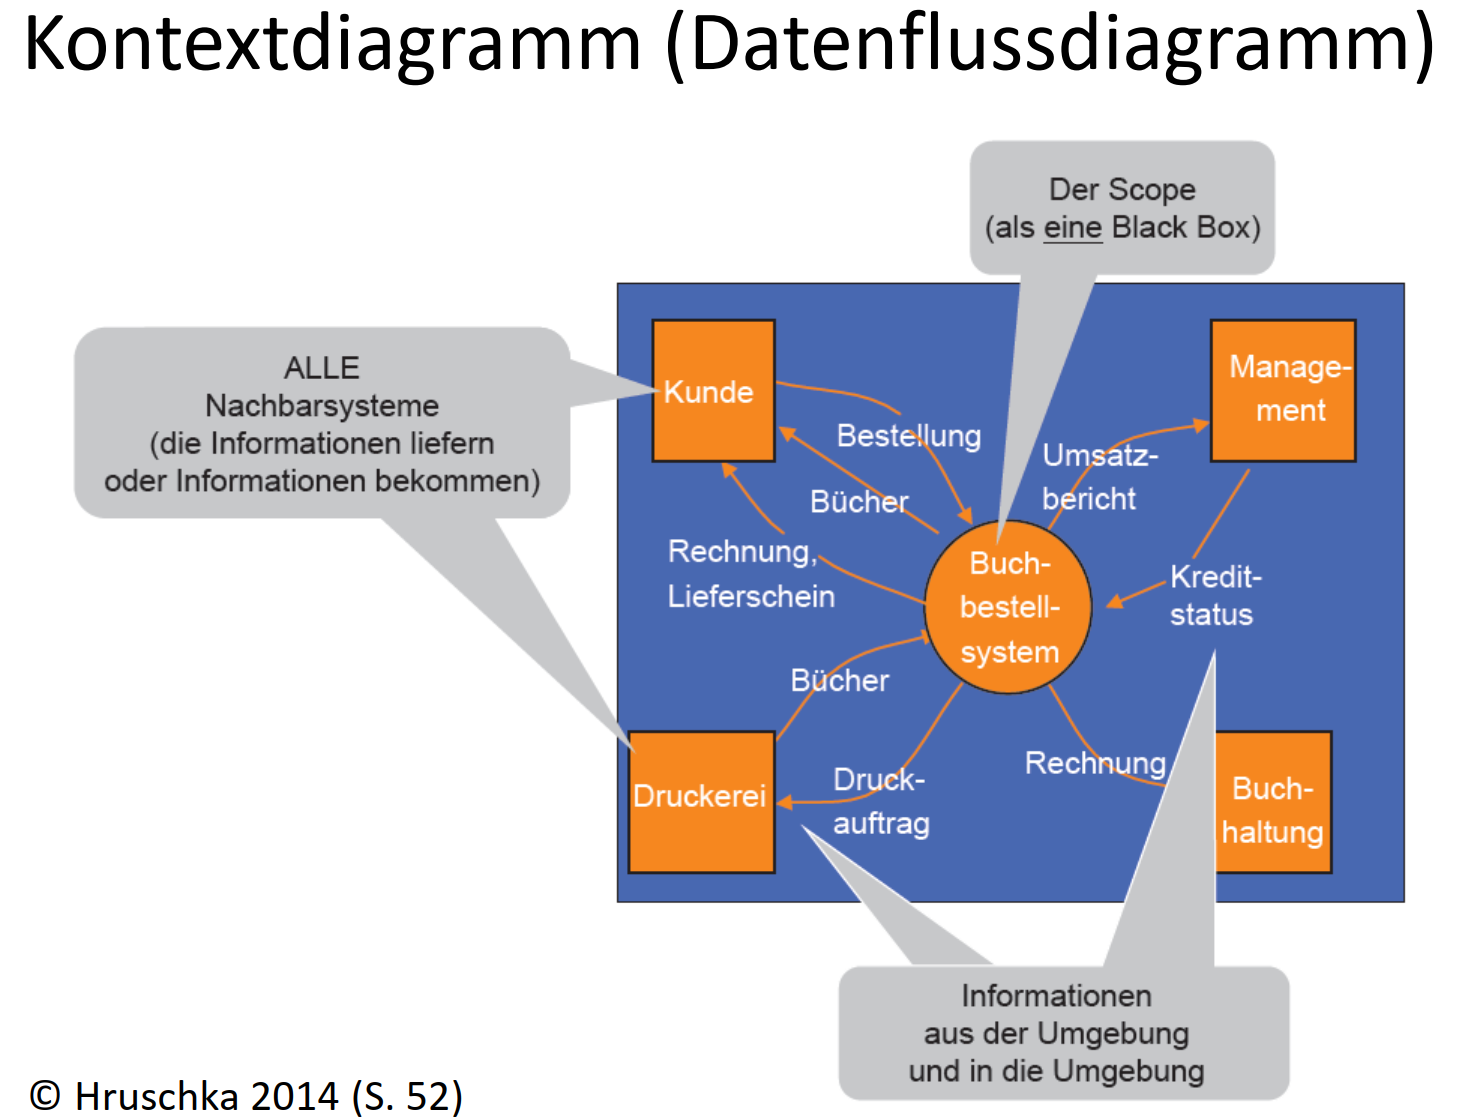 Kontextdiagramm (Datenflussdiagramm)
Der Scope
(als eine Black Box)
ALLE
Nachbarsysteme
(die Informationen liefern
oder Informationen bekommen)
Kunde
Manage-
ment
Bestellung
Umsatz-
bericht
Bücher
Rechnung,
Lieferschein
Buch-
bestell-
system
Kredit-
status
Bücher
Druckerei
Druck-
auftrag
Rechnung
Buch-
haltung
Informationen
aus der Umgebung
und in die Umgebung
© Hruschka 2014 (S. 52)